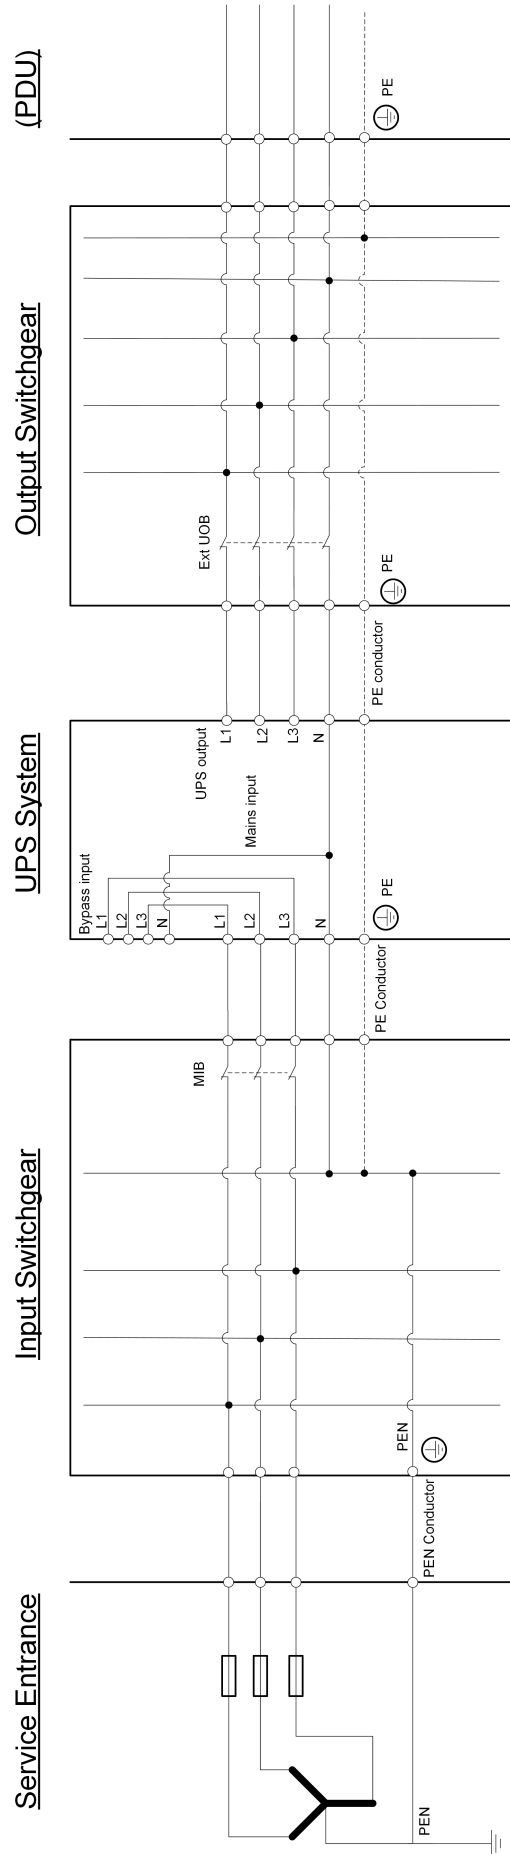 Service Entrance
Input Switchgear
UPS System
Output Switchgear
(PDU)
PEN
PEN Conductor
PEN
MIB
PE Conductor
Bypass input
L1
L2
L3
N
L1
L2
L3
N
PE
Mains input
UPS output
L1
L2
L3
N
PE conductor
PE
Ext UOB
PE